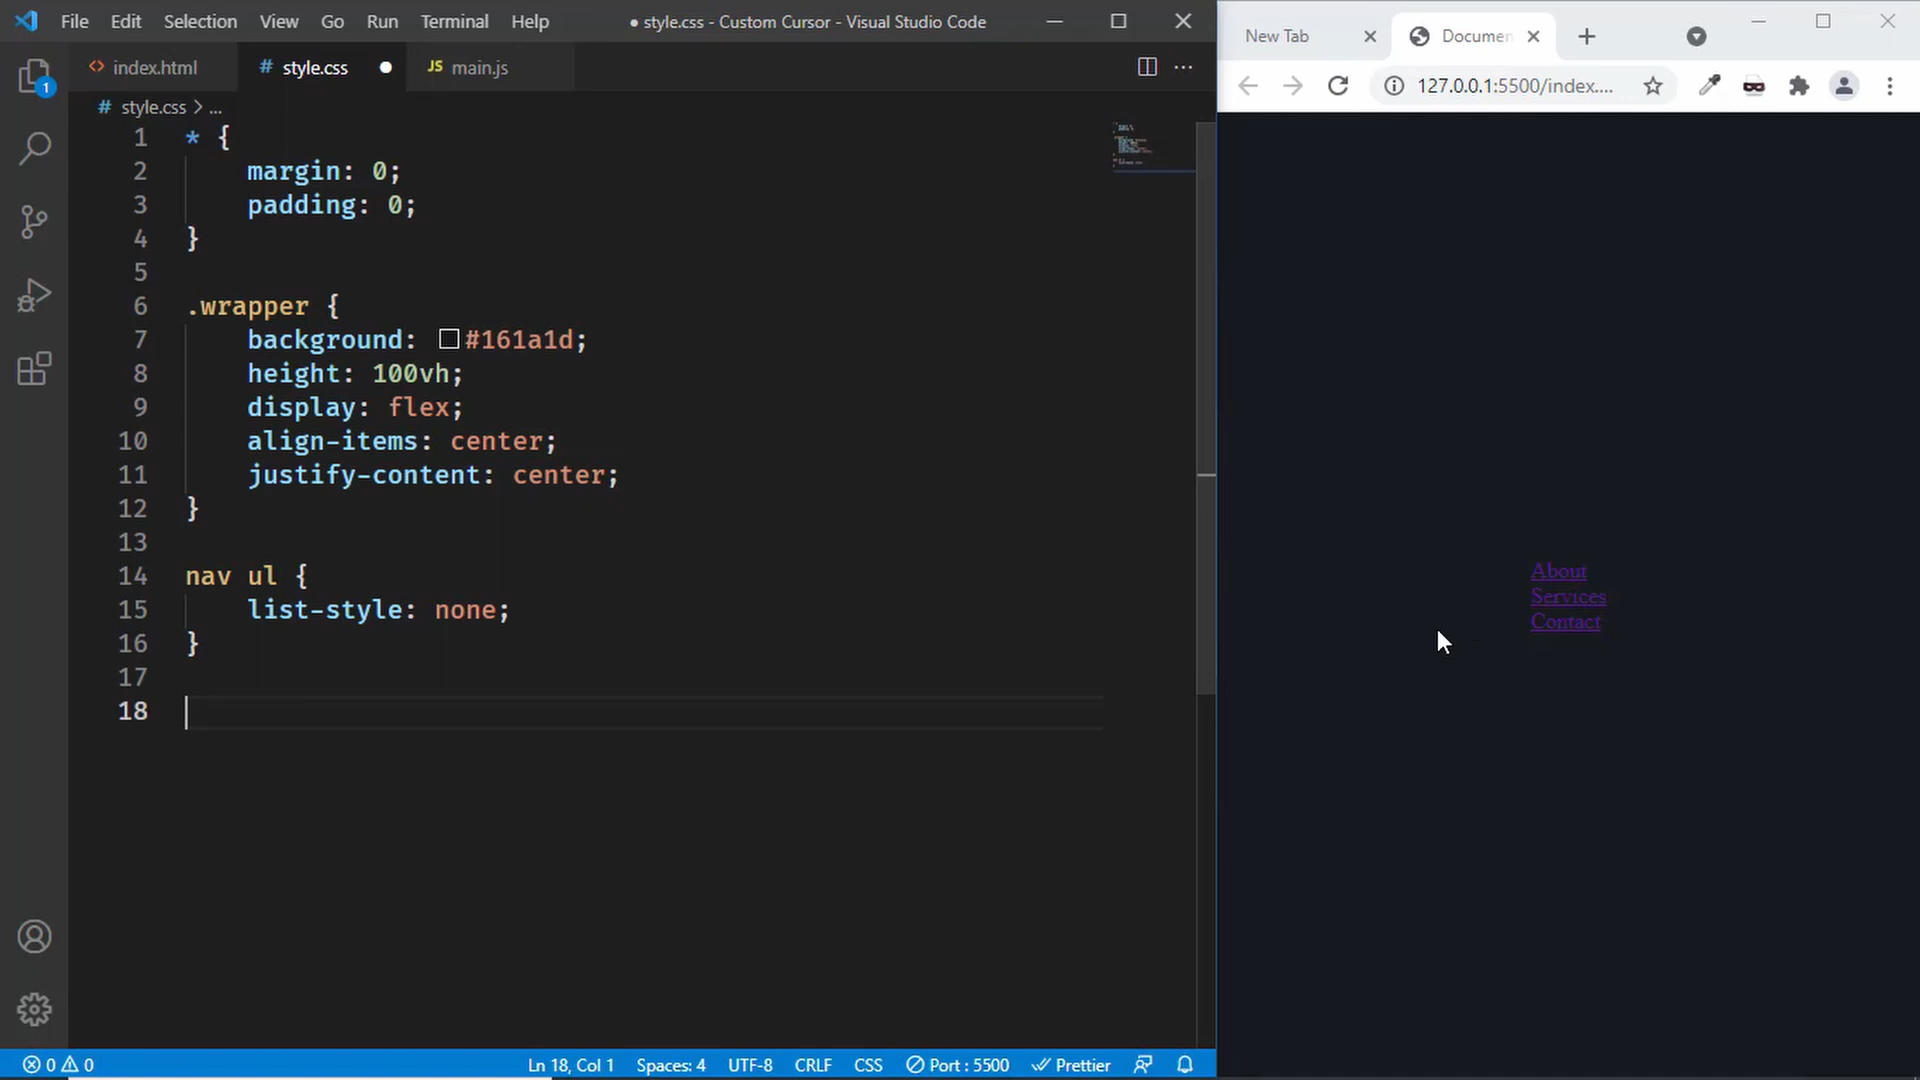 File Edit Selection View Go Run Terminal Help ● style.css - Custom Cursor - Visual Studio Code
index.html # style.css ● JS main.js
# style.css > ...
1 * {
2 margin: 0;
3 padding: 0;
4 }
5
6 .wrapper {
7 background: #161a1d;
8 height: 100vh;
9 display: flex;
10 align-items: center;
11 justify-content: center;
12 }
13
14 nav ul {
15 list-style: none;
16 }
17
18
1
0 0 Ln 18, Col 1 Spaces: 4 UTF-8 CRLF CSS Port : 5500 Prettier
New Tab Documen
127.0.0.1:5500/index....
About
Services
Contact